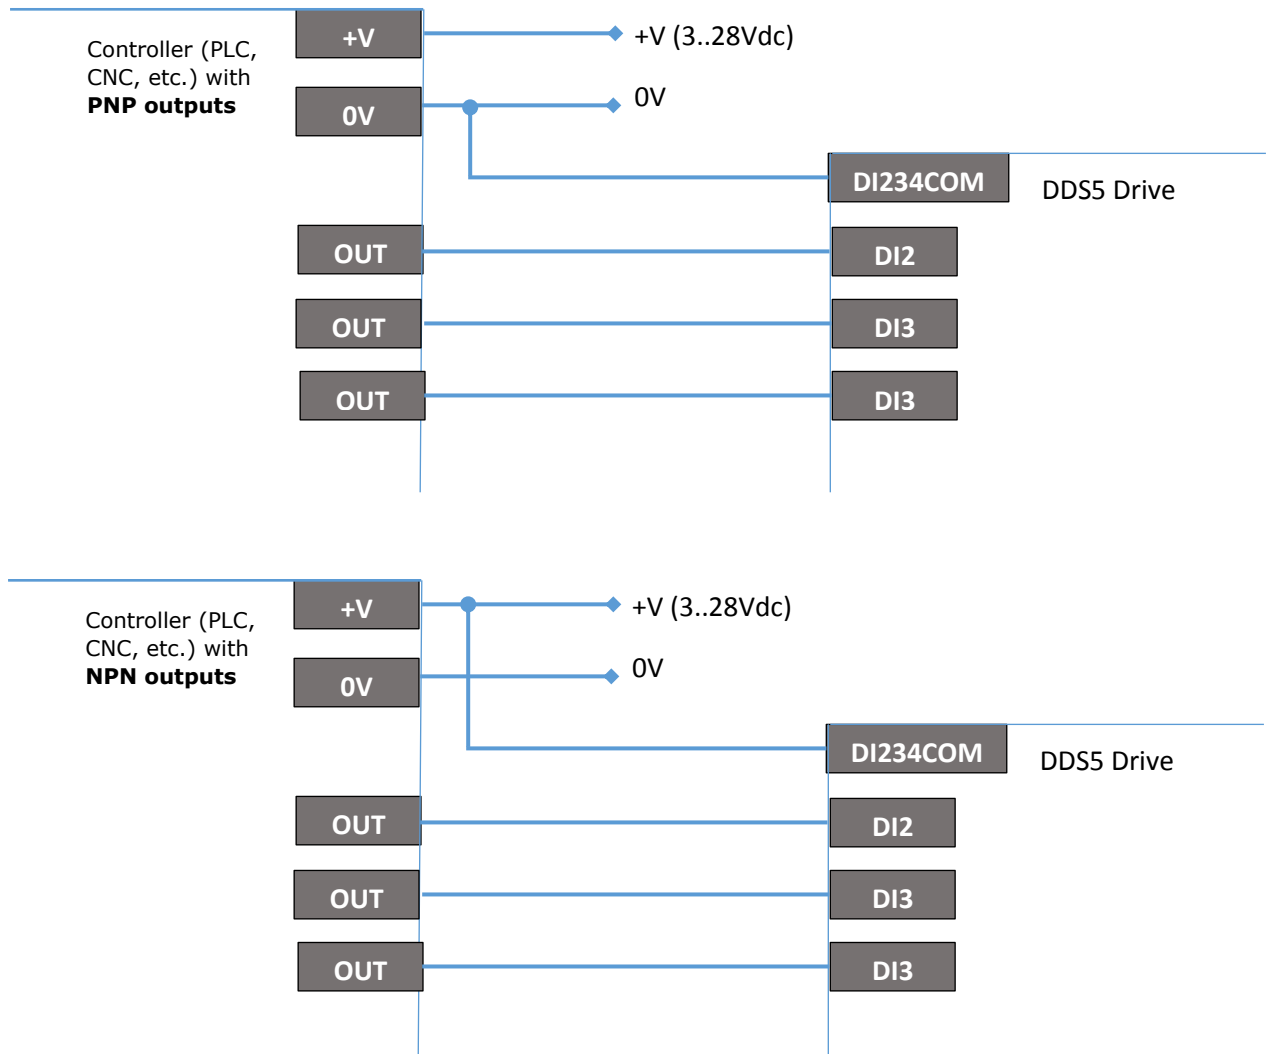 +V
+V (3..28Vdc)
Controller (PLC,
CNC, etc.) with
PNP outputs
0V
0V
DI234COM
DDS5 Drive
OUT
DI2
OUT
DI3
OUT
DI3
+V
+V (3..28Vdc)
Controller (PLC,
CNC, etc.) with
NPN outputs
0V
0V
DI234COM
DDS5 Drive
OUT
DI2
OUT
DI3
OUT
DI3